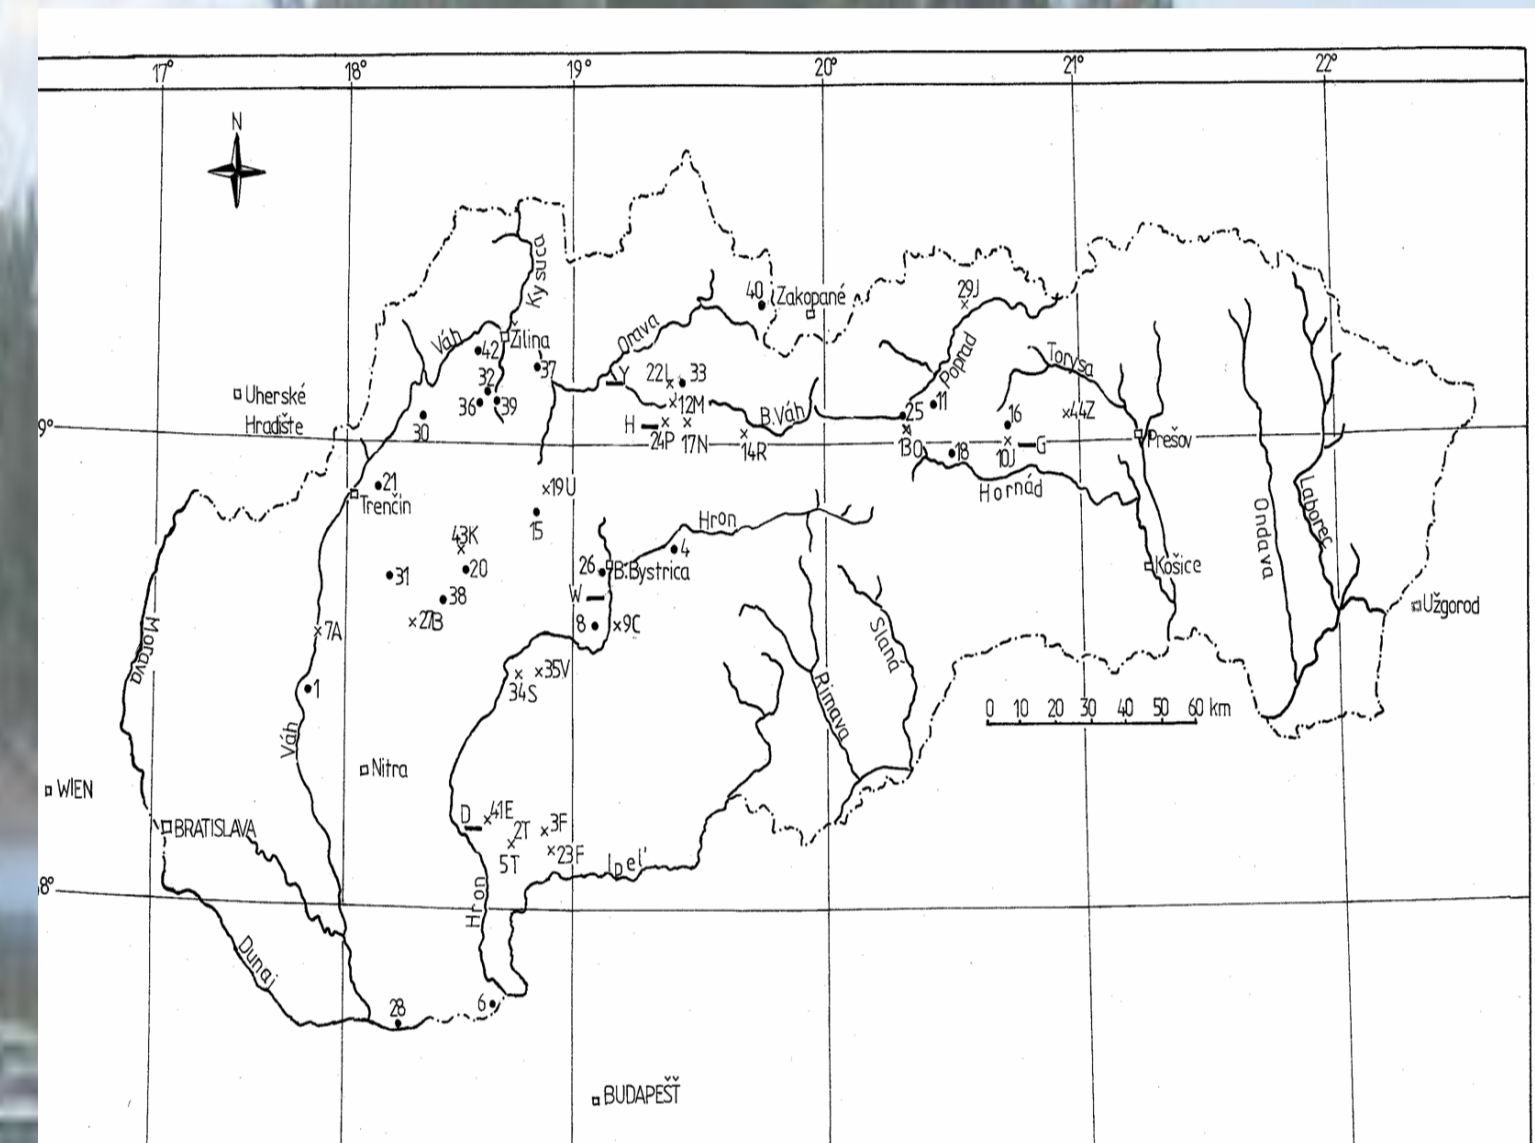 17° 18° 19° 20° 21° 22°
N
Kysuca
40 Zakopané
29J
Orava
Váh
42
Žilina
Poprad
Torysa
37
Y
22L 33
32
Uherské
Hradište
36 39
12M
B.Váh
25 11
16
44Z
H
24P 17N
14R
9°
30
130
18
10J G
Prešov
Hornád
21
Trenčín
19U
15
Hron
Ondava
Laborec
43K
4
31
20
26
B.Bystrica
Košice
38
W
27B
8 9C
Užgorod
Morava
7A
Slaná
1
34S
35V
Rimava
0 10 20 30 40 50 60 km
Váh
Nitra
WIEN
D 41E
BRATISLAVA
2T 3F
5T 23F
Ipeľ
8°
Hron
Dunaj
28
6
BUDAPEŠŤ